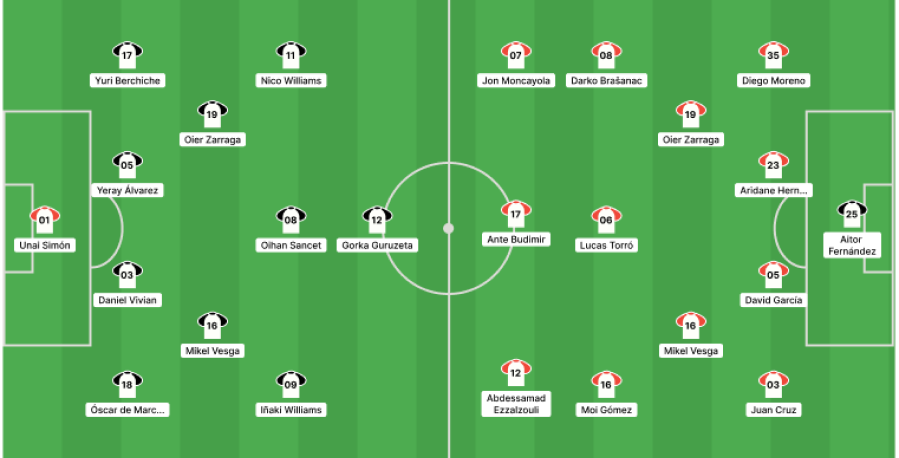 17
Yuri Berchiche
11
Nico Williams
19
Oier Zarraga
05
Yeray Álvarez
01
Unai Simón
08
Oihan Sancet
12
Gorka Guruzeta
03
Daniel Vivian
16
Mikel Vesga
18
Óscar de Marc...
09
Iñaki Williams
07
Jon Moncayola
08
Darko Brašanac
35
Diego Moreno
19
Oier Zarraga
23
Aridane Hern...
17
Ante Budimir
06
Lucas Torró
25
Aitor
Fernández
05
David García
16
Mikel Vesga
12
Abdessamad
Ezzalzouli
16
Moi Gómez
03
Juan Cruz